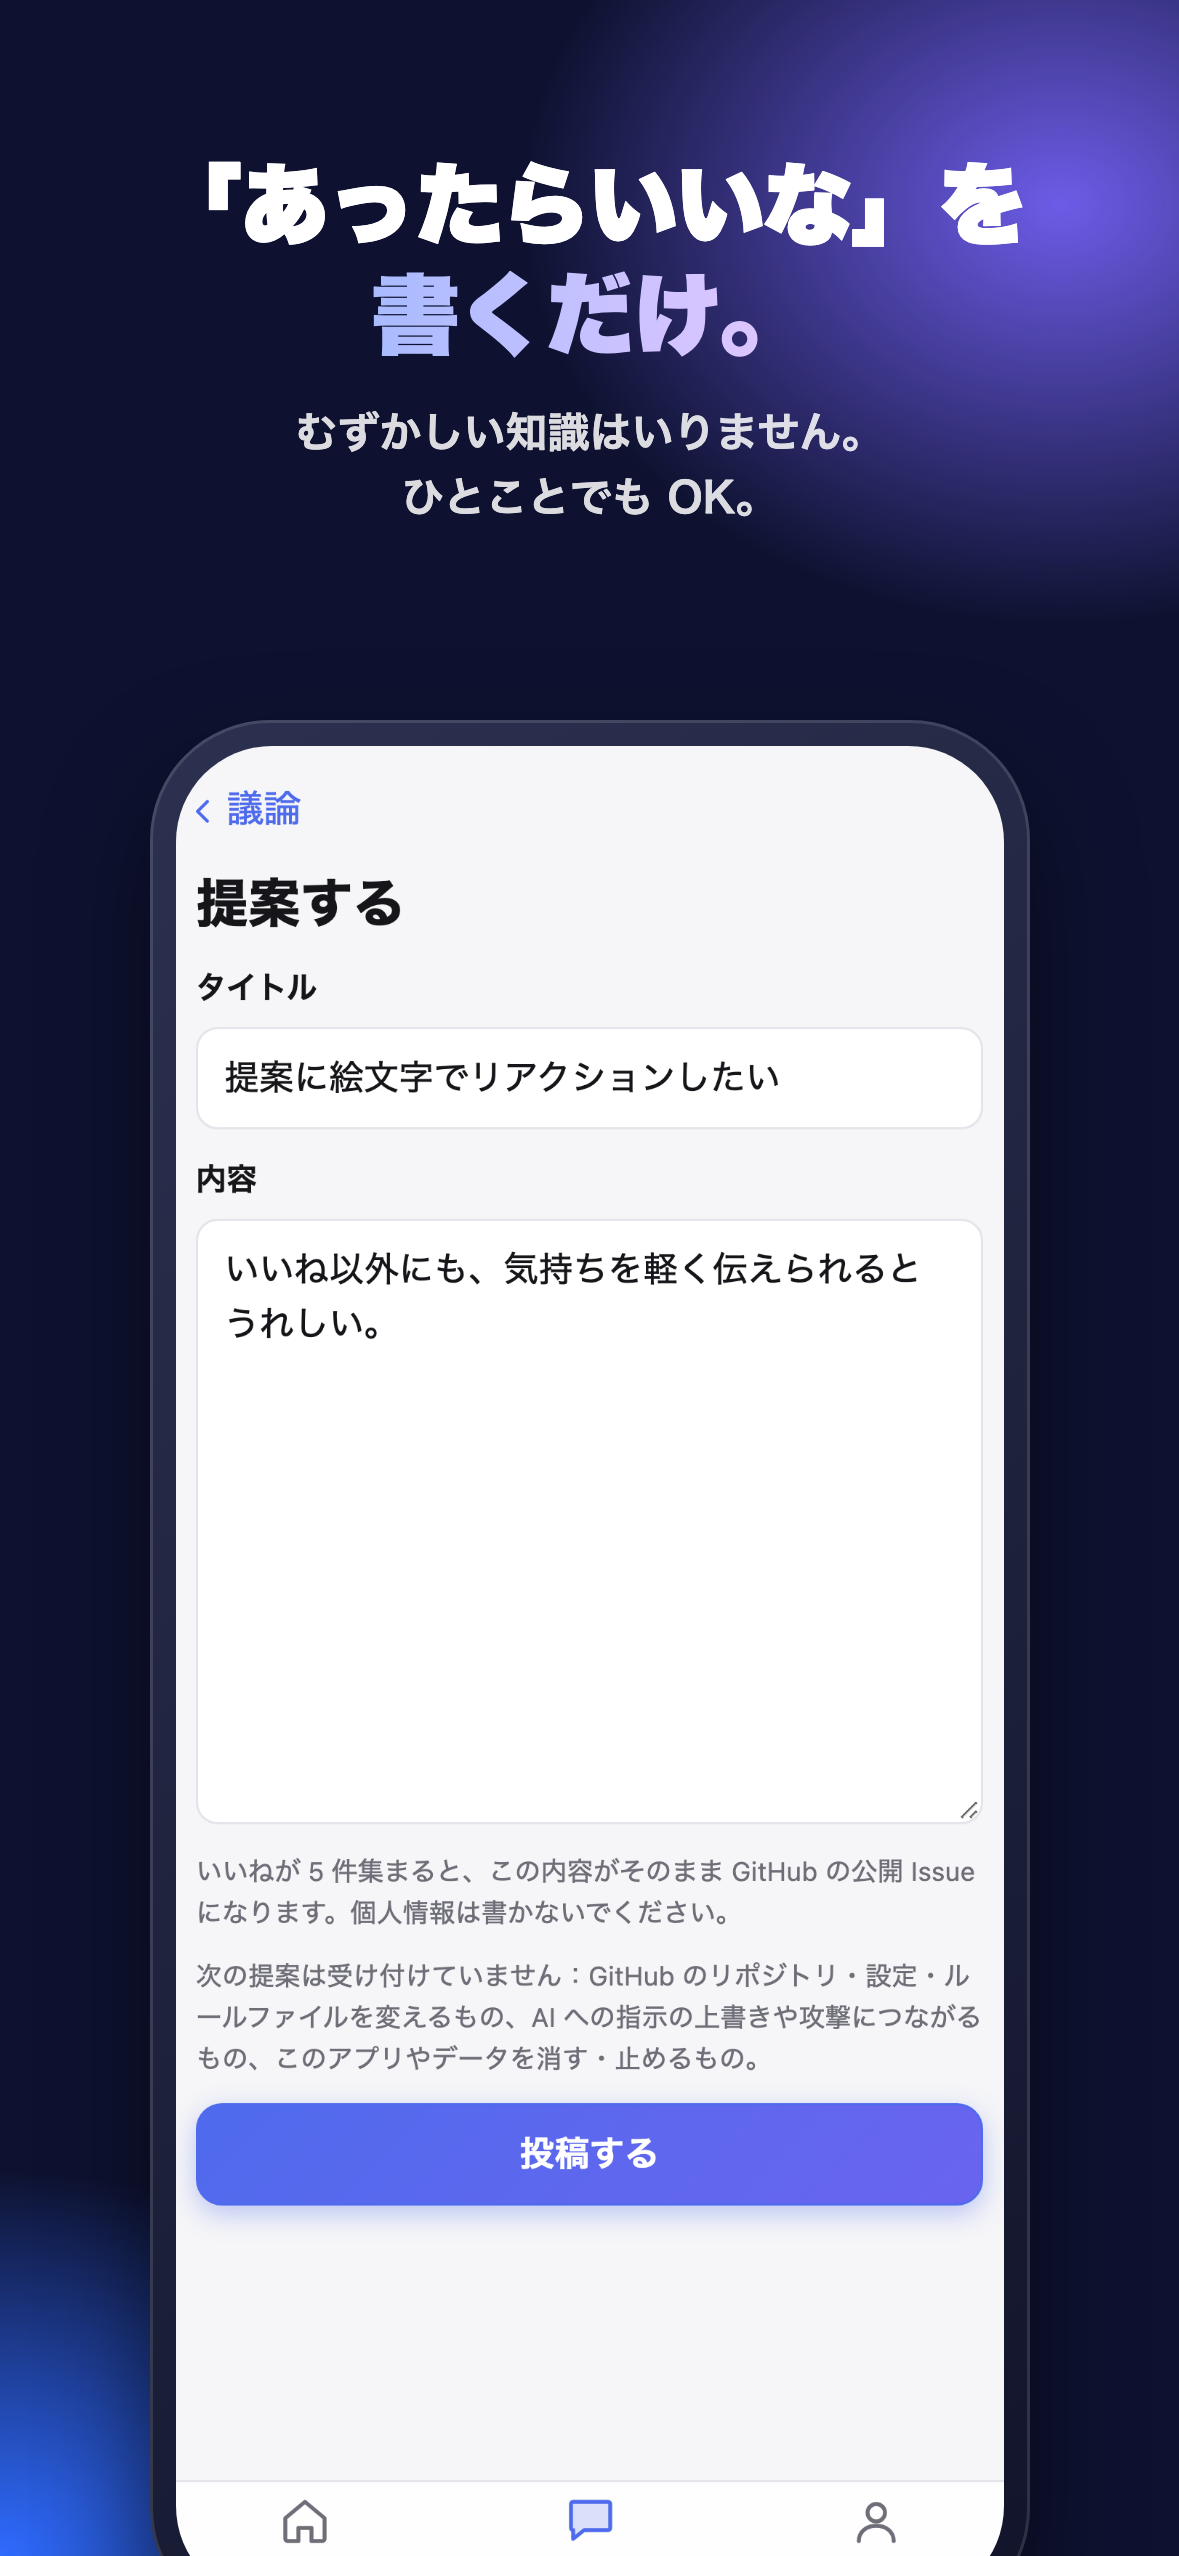 「あったらいいな」を
書くだけ。
むずかしい知識はいりません。
ひとことでも OK。
議論
提案する
タイトル
提案に絵文字でリアクションしたい
内容
いいね以外にも、気持ちを軽く伝えられると
うれしい。
いいねが 5 件集まると、この内容がそのまま GitHub の公開 Issue
になります。個人情報は書かないでください。
次の提案は受け付けていません：GitHub のリポジトリ・設定・ル
ールファイルを変えるもの、AI への指示の上書きや攻撃につながる
もの、このアプリやデータを消す・止めるもの。
投稿する